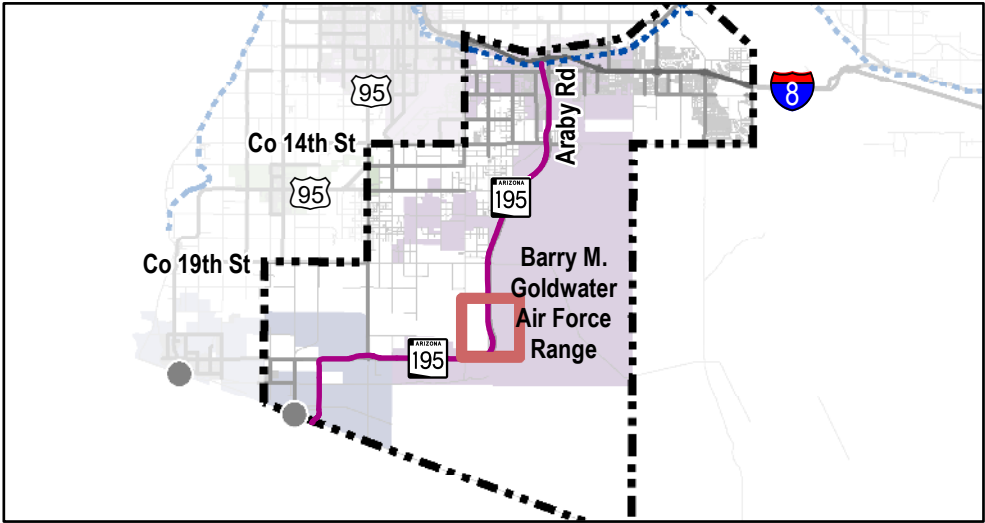 95
Araby Rd
8
Co 14th St
95
ARIZONA
195
Co 19th St
Barry M.
Goldwater
Air Force
Range
ARIZONA
195